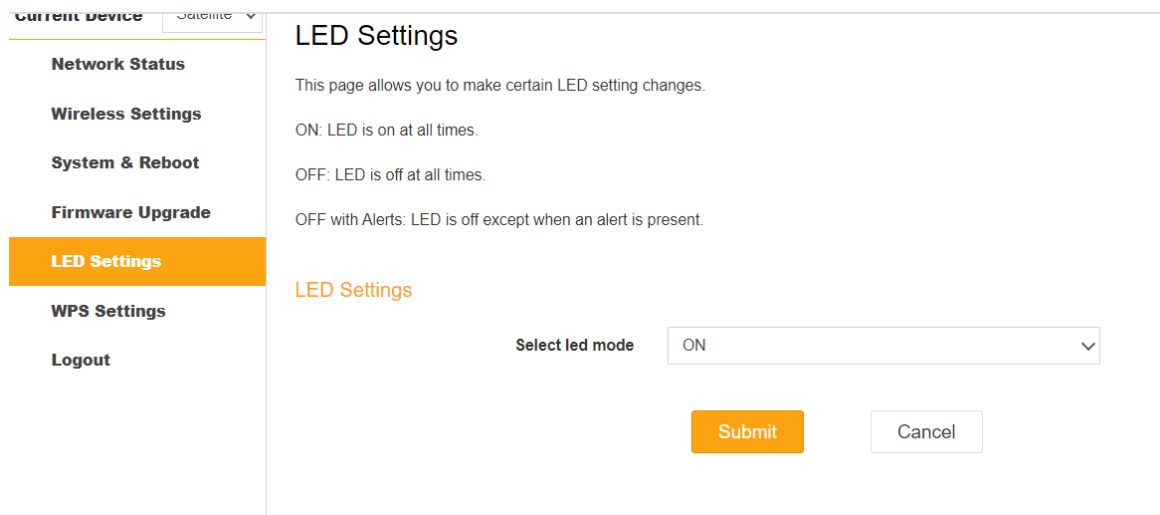 Current Device Satellite
Network Status
Wireless Settings
System & Reboot
Firmware Upgrade
LED Settings
WPS Settings
Logout
LED Settings
This page allows you to make certain LED setting changes.
ON: LED is on at all times.
OFF: LED is off at all times.
OFF with Alerts: LED is off except when an alert is present.
LED Settings
Select led mode ON
Submit Cancel